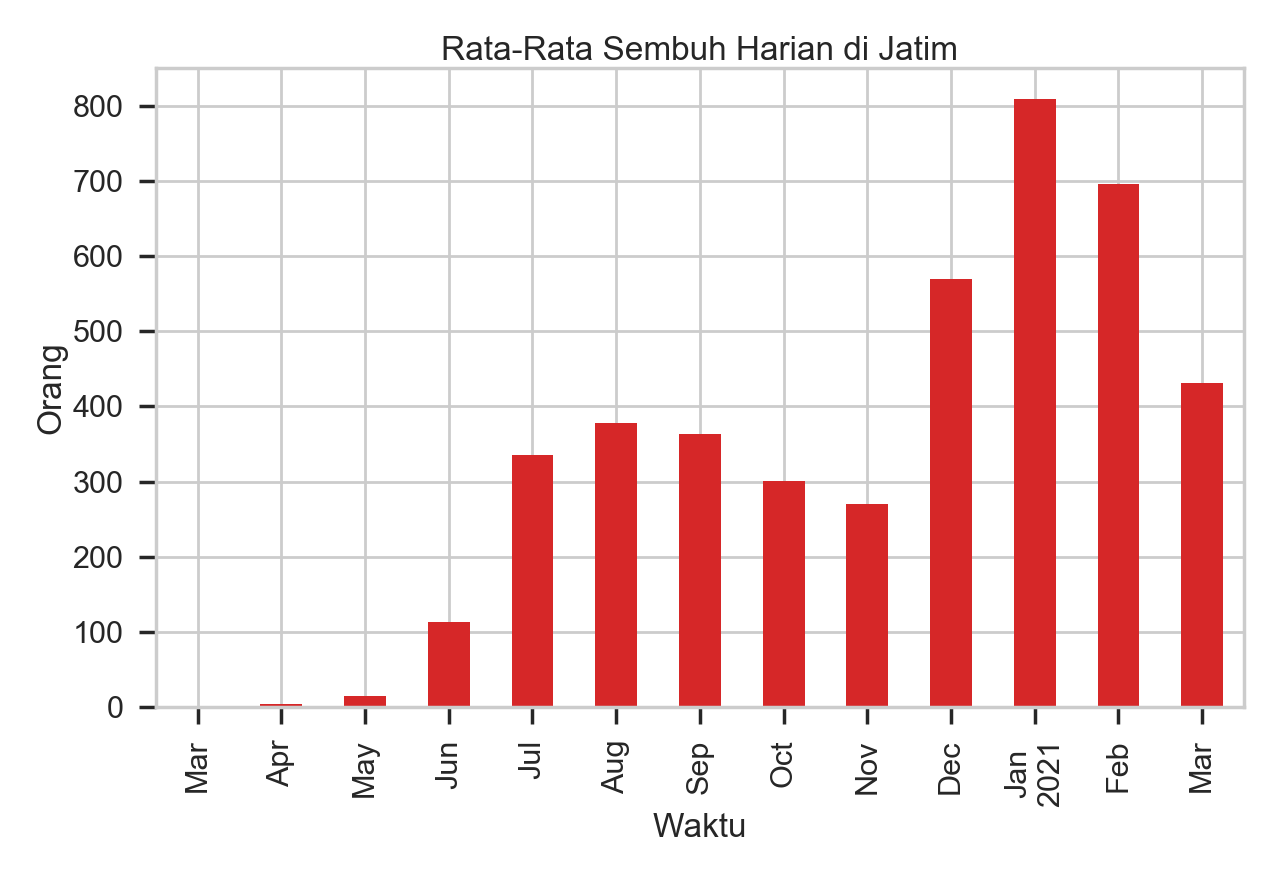 Rata-Rata Sembuh Harian di Jatim
800
700
600
500
400
300
200
100
0
Orang
Mar
Apr
May
Jun
Jul
Aug
Sep
Oct
Nov
Dec
Jan
2021
Feb
Mar
Waktu